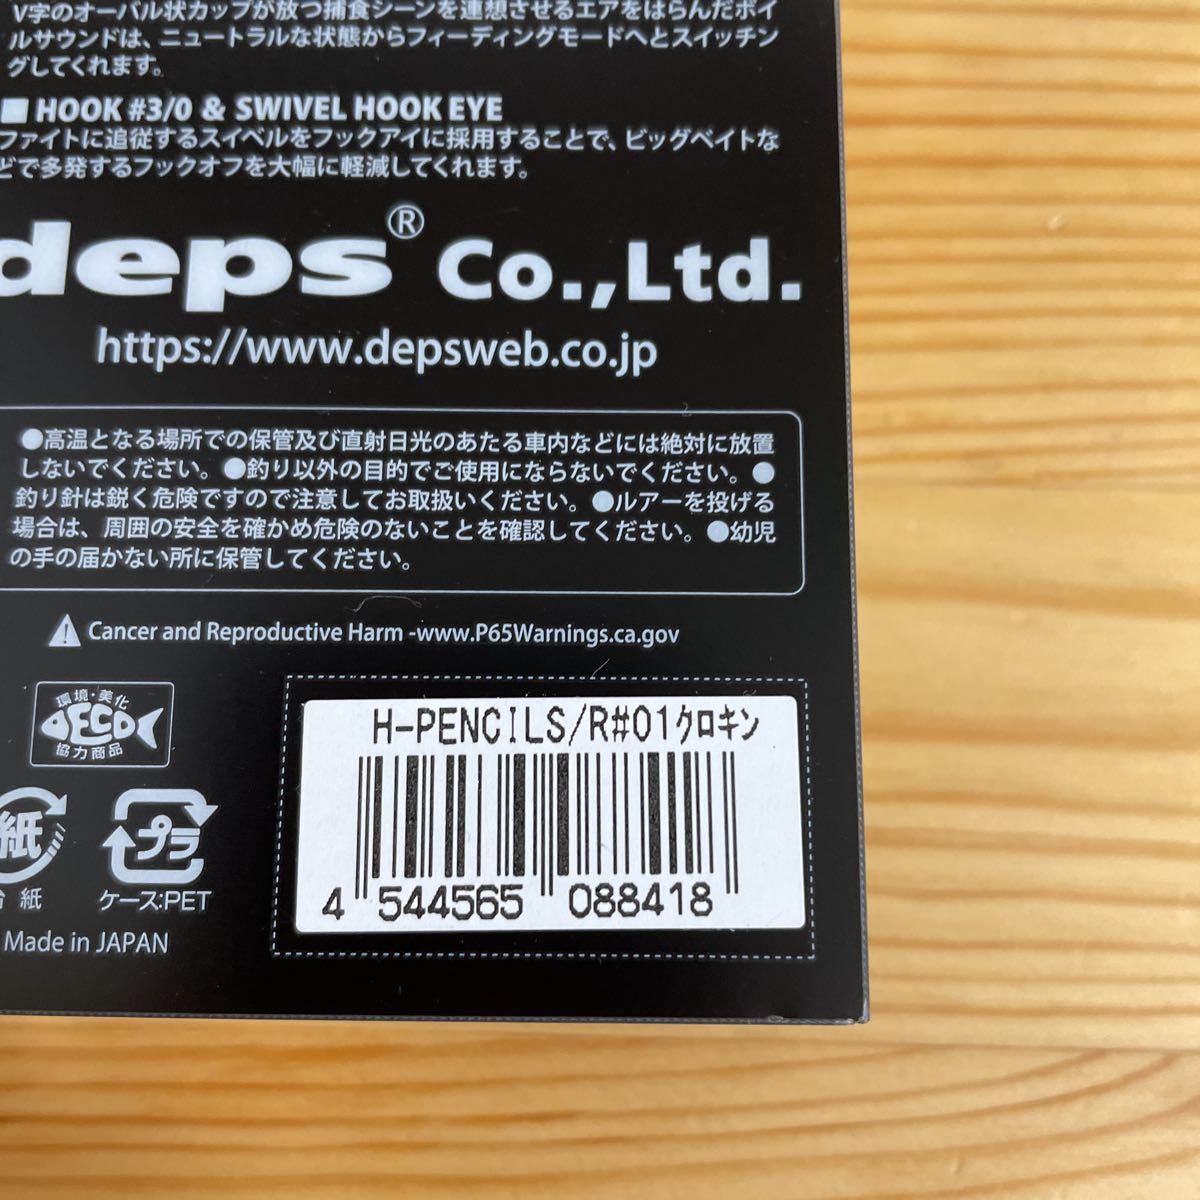 V字のオーバル状カップが放つ捕食シーンを連想させるエアをはらんだボイ
ルサウンドは、ニュートラルな状態からフィーディングモードへとスイッチン
グしてくれます。
■ HOOK #3/0 & SWIVEL HOOK EYE
ファイトに追従するスイベルをフックアイに採用することで、ビッグベイトな
どで多発するフックオフを大幅に軽減してくれます。
deps® Co.,Ltd.
https://www.depsweb.co.jp
●高温となる場所での保管及び直射日光のあたる車内などには絶対に放置
しないでください。●釣り以外の目的でご使用にならないでください。●
釣り針は鋭く危険ですので注意してお取扱いください。●ルアーを投げる
場合は、周囲の安全を確かめ危険のないことを確認してください。●幼児
の手の届かない所に保管してください。
Cancer and Reproductive Harm -www.P65Warnings.ca.gov
環境・美化
DECO
協力商品
H-PENCILS/R#01クロキン
4 544565 088418
紙
プラ
台紙
ケース:PET
Made in JAPAN